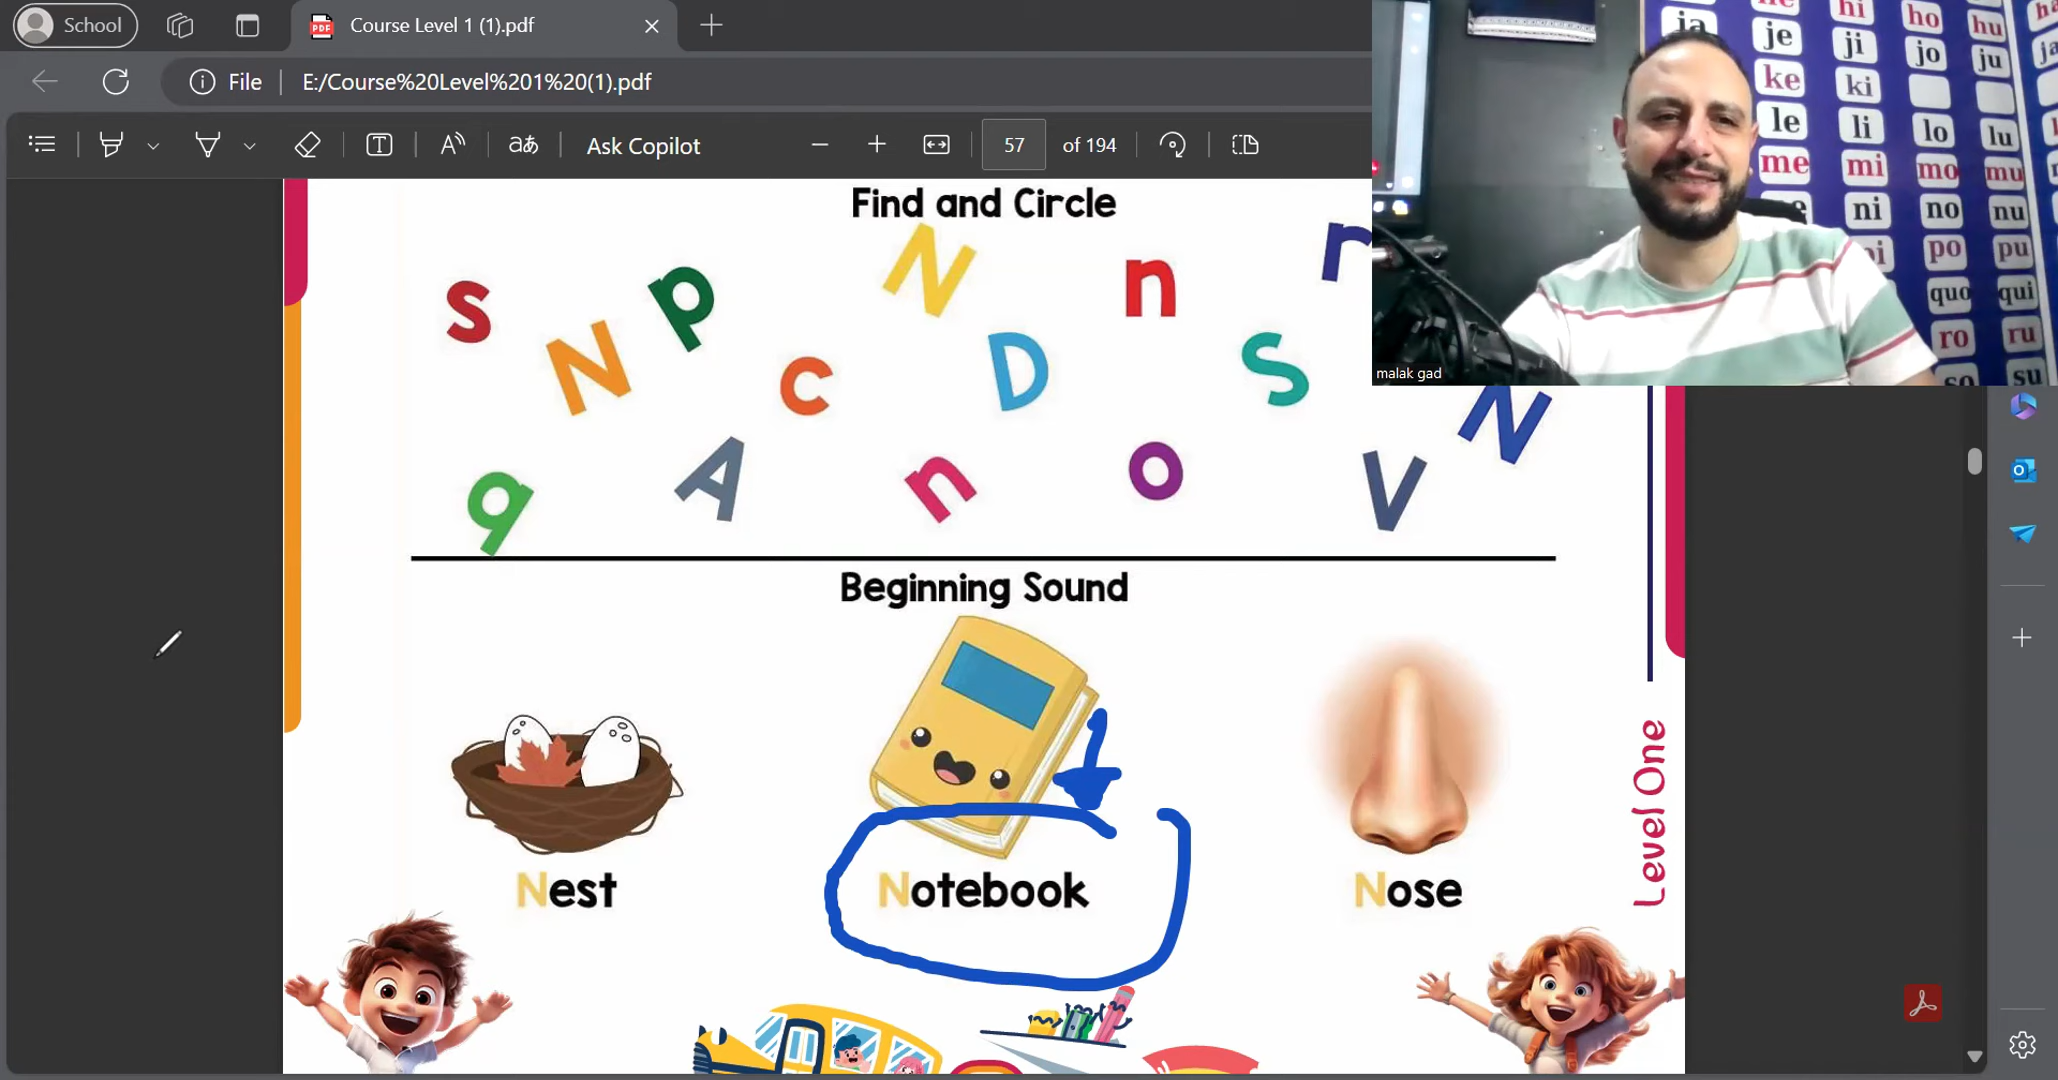 School
Course Level 1 (1).pdf
File
E:/Course%20Level%201%20(1).pdf
Ask Copilot
57
of 194
Find and Circle
s N p c N D n S r
q A n o V N
Beginning Sound
Nest
Notebook
Nose
Level One
malak gad
ja je ji jo ju ja
hi ho hu
ke ki
le li lo lu
me mi mo mu
ni no nu
po pu
quo qui
ro ru
so su